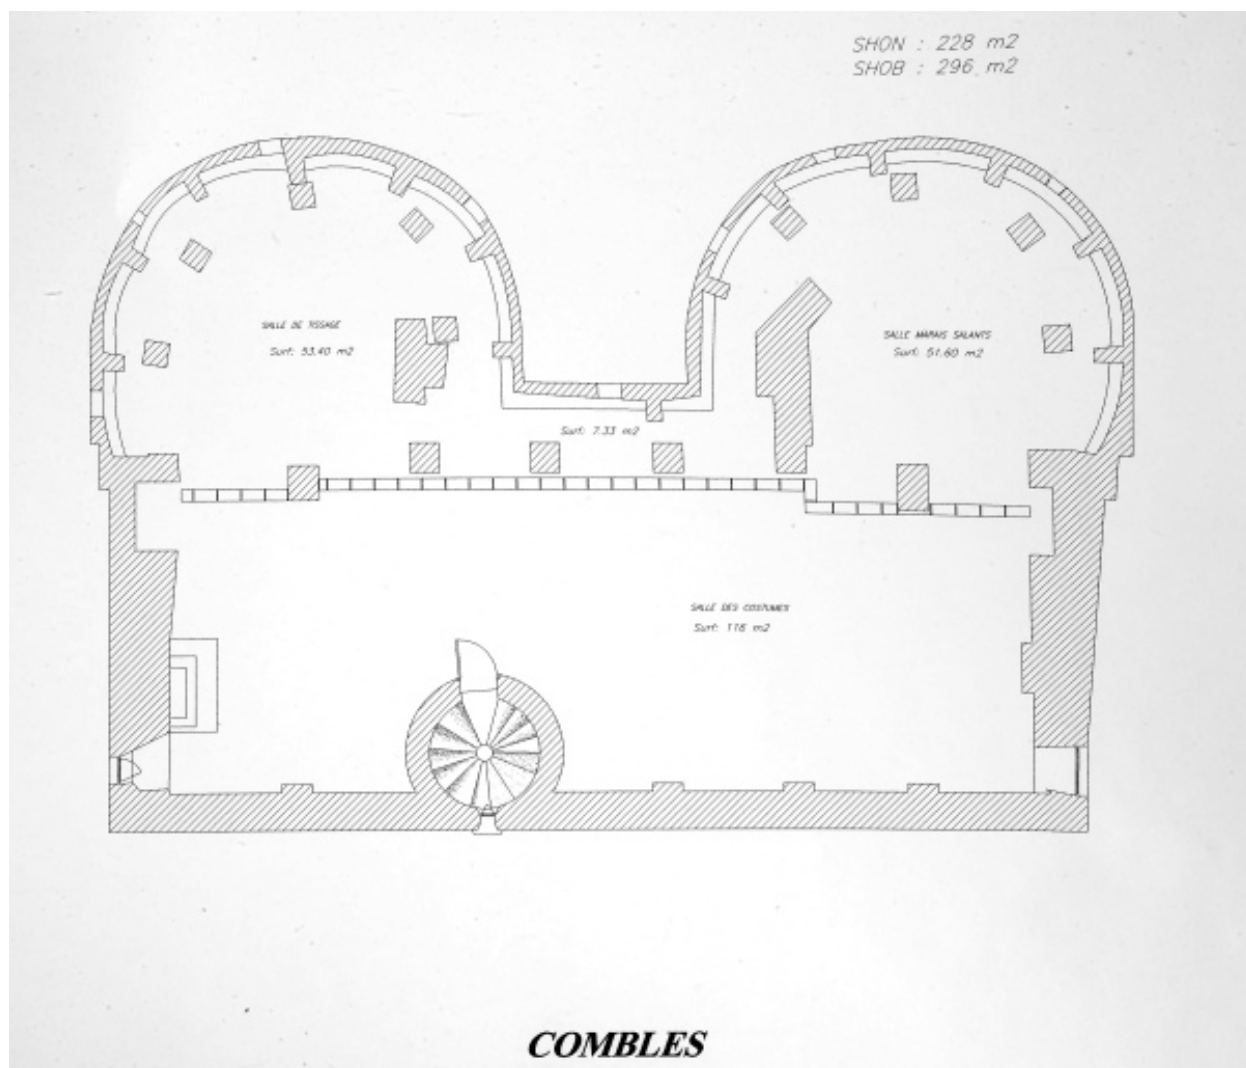 SHON : 228 m2
SHOB : 296 m2
SALLE DE TISSAGE
Surf: 53.40 m2
SALLE MARAIS SALANTS
Surf: 51.60 m2
Surf: 7.33 m2
SALLE DES COSTUMES
Surf: 116 m2
COMBLES